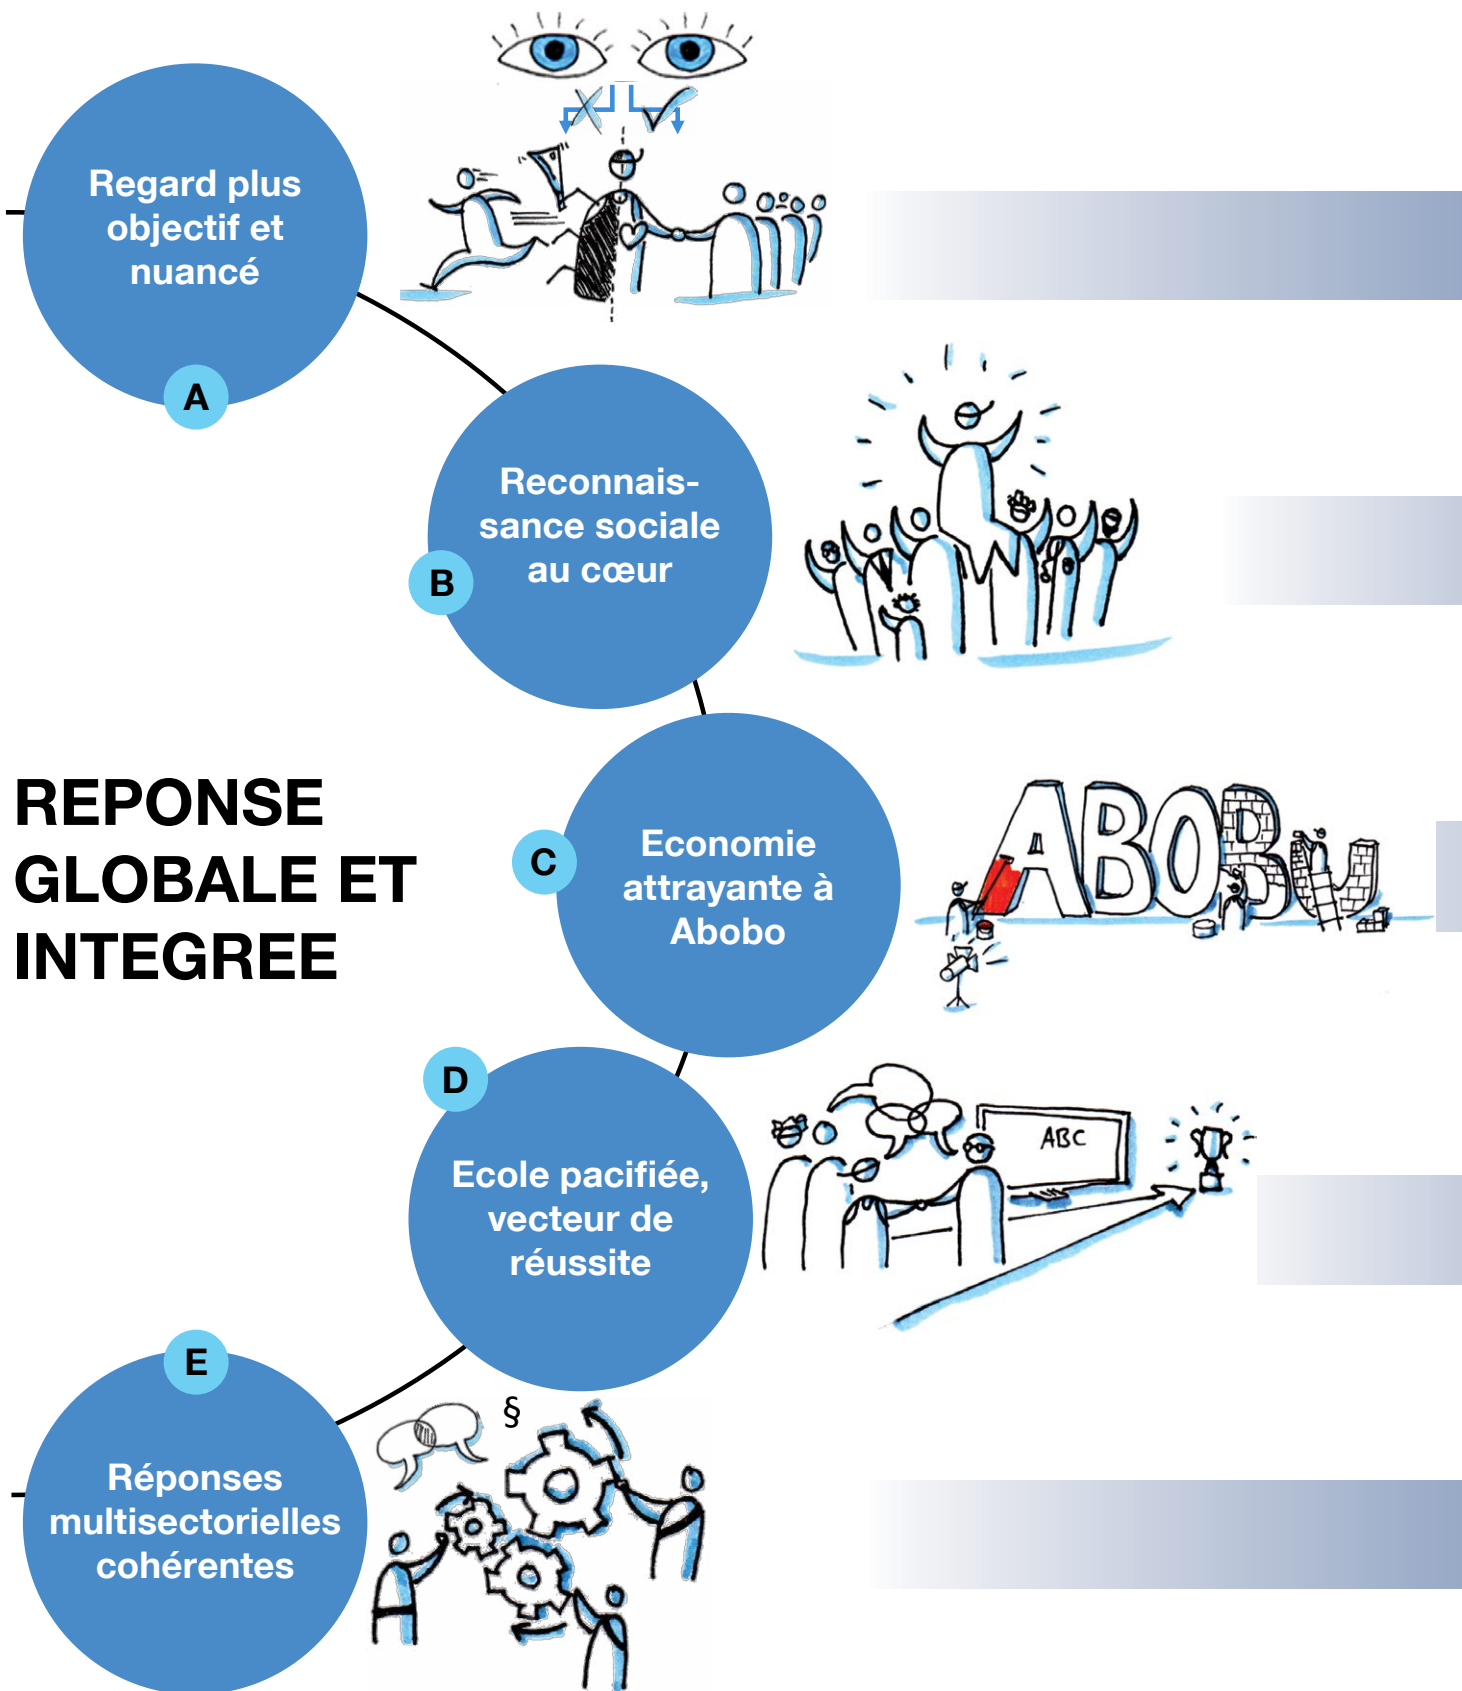 Regard plus
objectif et
nuancé
A
Reconnais-
sance sociale
au cœur
B
REPONSE
GLOBALE ET
INTEGREE
C
Economie
attrayante à
Abobo
ABOBO
D
Ecole pacifiée,
vecteur de
réussite
ABC
E
§
Réponses
multisectorielles
cohérentes